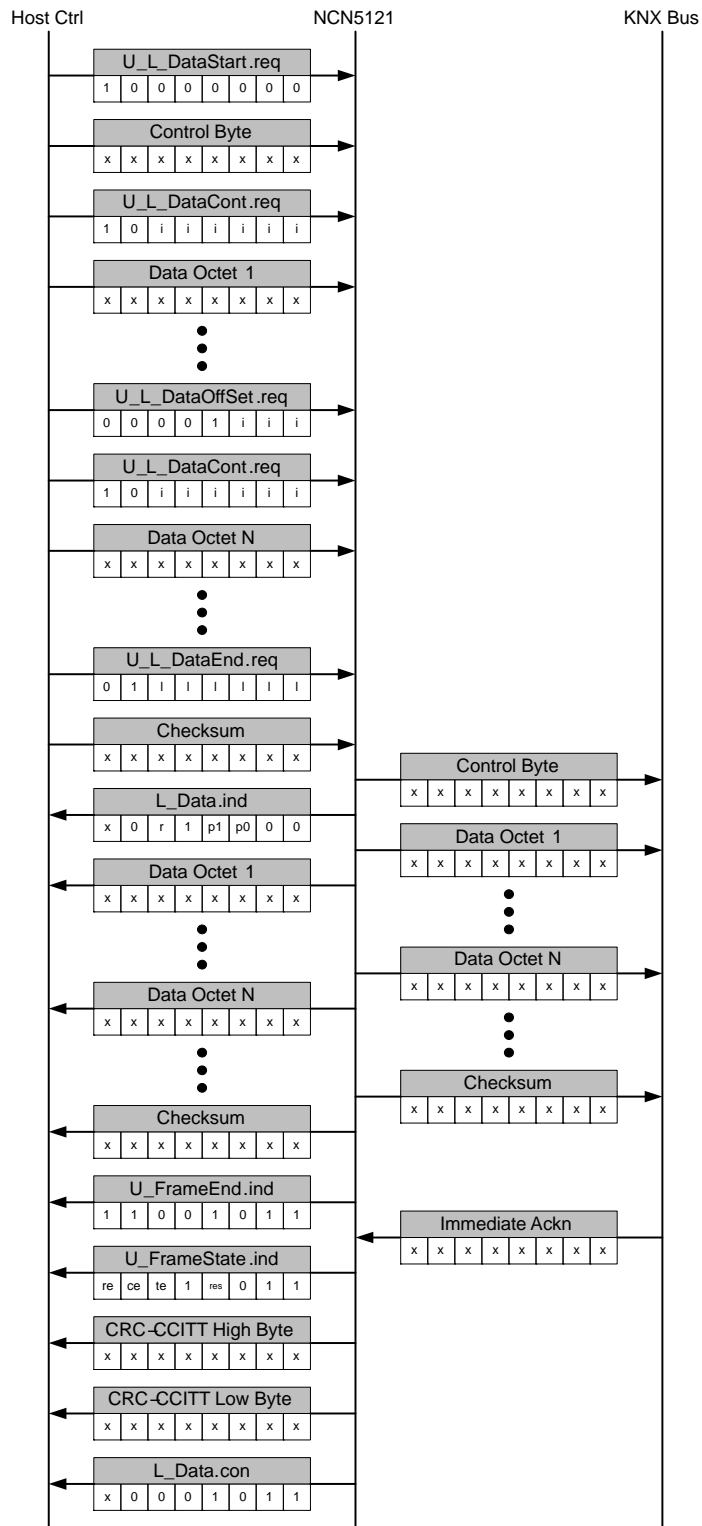 Host Ctrl NCN5121 KNX Bus
U_L_DataStart.req
1 0 0 0 0 0 0 0
Control Byte
x x x x x x x x
U_L_DataCont.req
1 0 i i i i i i
Data Octet 1
x x x x x x x x
U_L_DataOffSet.req
0 0 0 0 1 i i i
U_L_DataCont.req
1 0 i i i i i i
Data Octet N
x x x x x x x x
U_L_DataEnd.req
0 1 l l l l l l
Checksum
x x x x x x x x
Control Byte
x x x x x x x x
L_Data.ind
x 0 r 1 p1 p0 0 0
Data Octet 1
x x x x x x x x
Data Octet 1
x x x x x x x x
Data Octet N
x x x x x x x x
Data Octet N
x x x x x x x x
Checksum
x x x x x x x x
Checksum
x x x x x x x x
U_FrameEnd.ind
1 1 0 0 1 0 1 1
Immediate Ackn
x x x x x x x x
U_FrameState.ind
re ce te 1 res 0 1 1
CRC-CCITT High Byte
x x x x x x x x
CRC-CCITT Low Byte
x x x x x x x x
L_Data.con
x 0 0 0 1 0 1 1